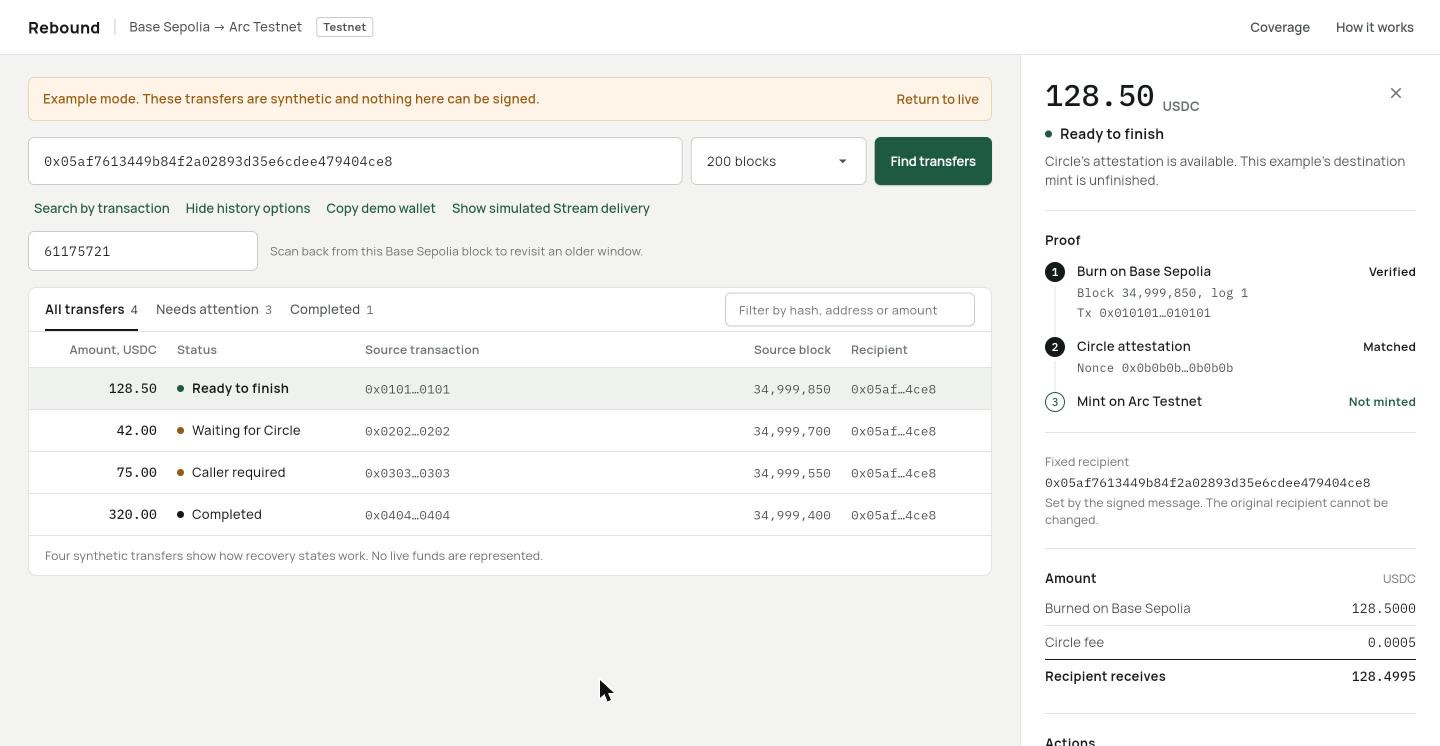 Rebound
Base Sepolia → Arc Testnet
Testnet
Coverage
How it works
Example mode. These transfers are synthetic and nothing here can be signed.
Return to live
0x05af7613449b84f2a02893d35e6cdee479404ce8
200 blocks
Find transfers
Search by transaction
Hide history options
Copy demo wallet
Show simulated Stream delivery
61175721
Scan back from this Base Sepolia block to revisit an older window.
All transfers 4
Needs attention 3
Completed 1
Filter by hash, address or amount
Amount, USDC
Status
Source transaction
Source block
Recipient
128.50 Ready to finish 0x0101…0101 34,999,850 0x05af…4ce8
42.00 Waiting for Circle 0x0202…0202 34,999,700 0x05af…4ce8
75.00 Caller required 0x0303…0303 34,999,550 0x05af…4ce8
320.00 Completed 0x0404…0404 34,999,400 0x05af…4ce8
Four synthetic transfers show how recovery states work. No live funds are represented.
128.50 USDC
Ready to finish
Circle's attestation is available. This example's destination
mint is unfinished.
Proof
1 Burn on Base Sepolia Verified
Block 34,999,850, log 1
Tx 0x010101…010101
2 Circle attestation Matched
Nonce 0x0b0b0b…0b0b0b
3 Mint on Arc Testnet Not minted
Fixed recipient
0x05af7613449b84f2a02893d35e6cdee479404ce8
Set by the signed message. The original recipient cannot be
changed.
Amount USDC
Burned on Base Sepolia 128.5000
Circle fee 0.0005
Recipient receives 128.4995
Actions